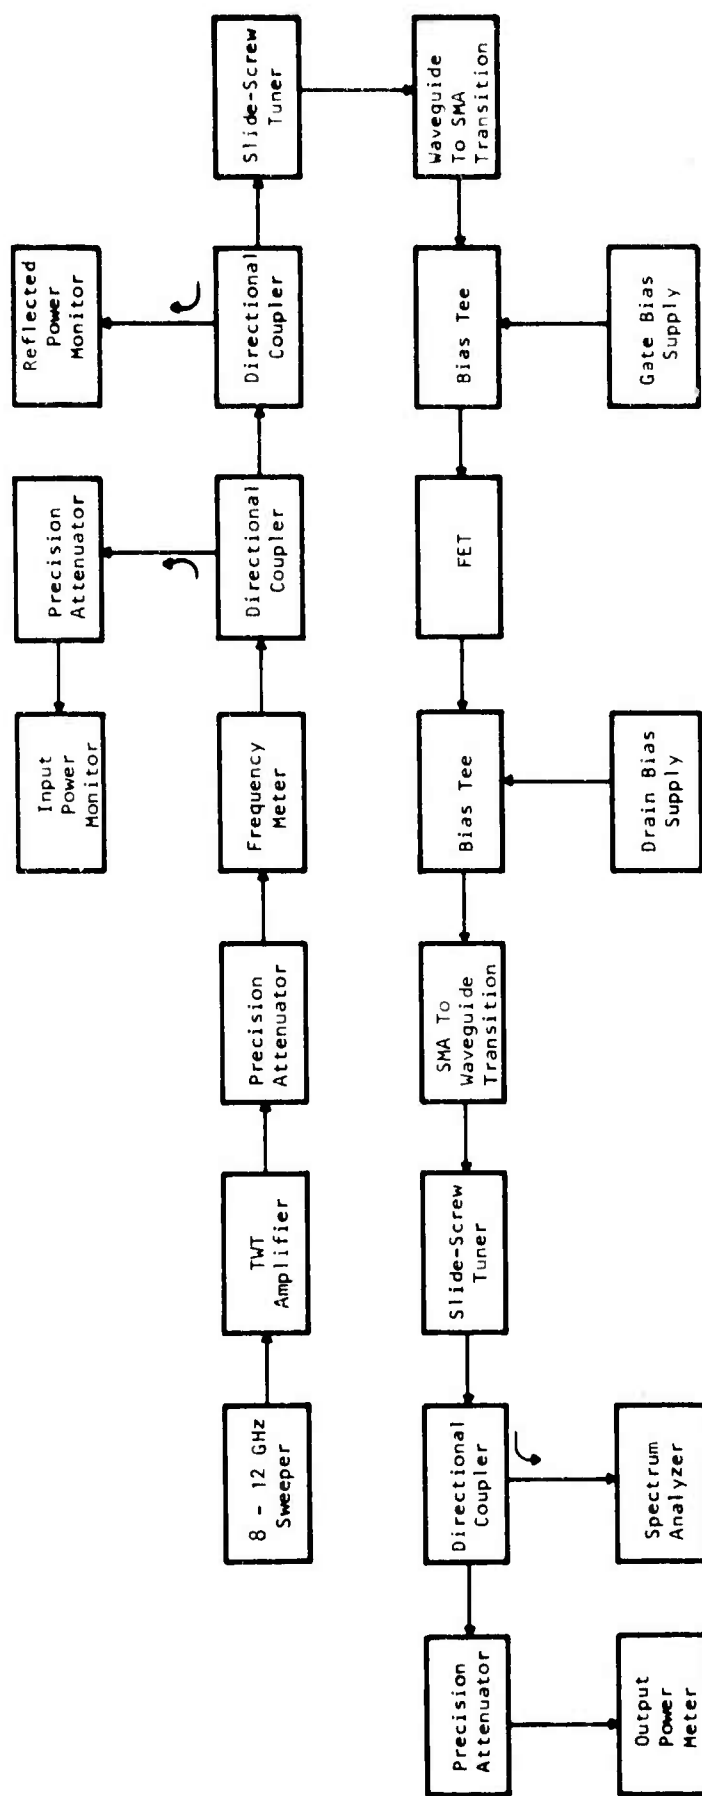 Input
Power
Monitor
Precision
Attenuator
Reflected
Power
Monitor
8 - 12 GHz
Sweeper
TWT
Amplifier
Precision
Attenuator
Frequency
Meter
Directional
Coupler
Directional
Coupler
Slide-Screw
Tuner
Precision
Attenuator
Directional
Coupler
Slide-Screw
Tuner
SMA To
Waveguide
Transition
Bias Tee
FET
Bias Tee
Waveguide
To SMA
Transition
Output
Power
Meter
Spectrum
Analyzer
Drain Bias
Supply
Gate Bias
Supply